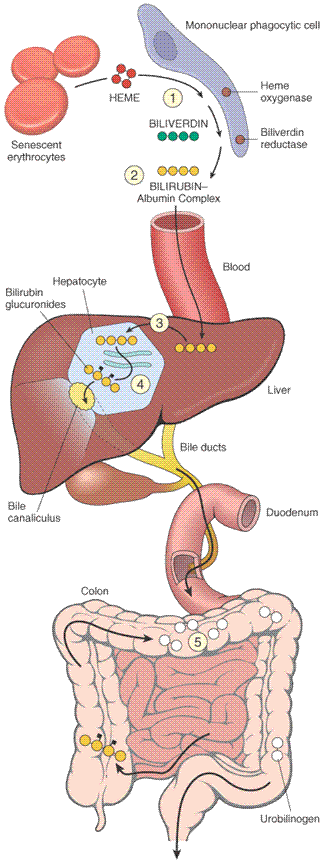 Mononuclear phagocytic cell
HEME
1
Heme
oxygenase
Senescent
erythrocytes
BILIVERDIN
Biliverdin
reductase
2
BILIRUBIN–
Albumin Complex
Blood
Hepatocyte
Bilirubin
glucuronides
3
4
Liver
Bile ducts
Bile
canaliculus
Duodenum
Colon
5
Urobilinogen